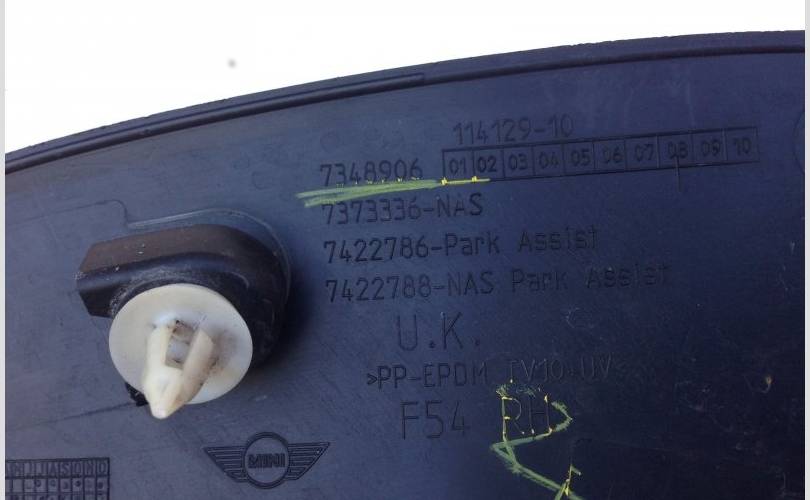 114129-10
7348906 01 02 03 04 05 06 07 08 09 10
7373336-NAS
7422786-Park Assist
7422788-NAS Park Assist
U.K.
>PP-EPDM TV10-UV
F54 RH
MINI
JASOND